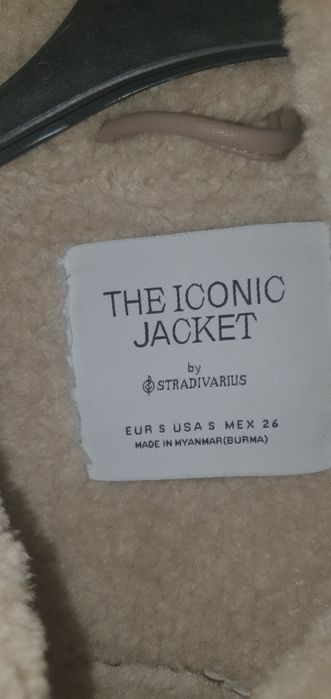 THE ICONIC
JACKET
by
STRADIVARIUS
EUR S USA S MEX 26
MADE IN MYANMAR(BURMA)